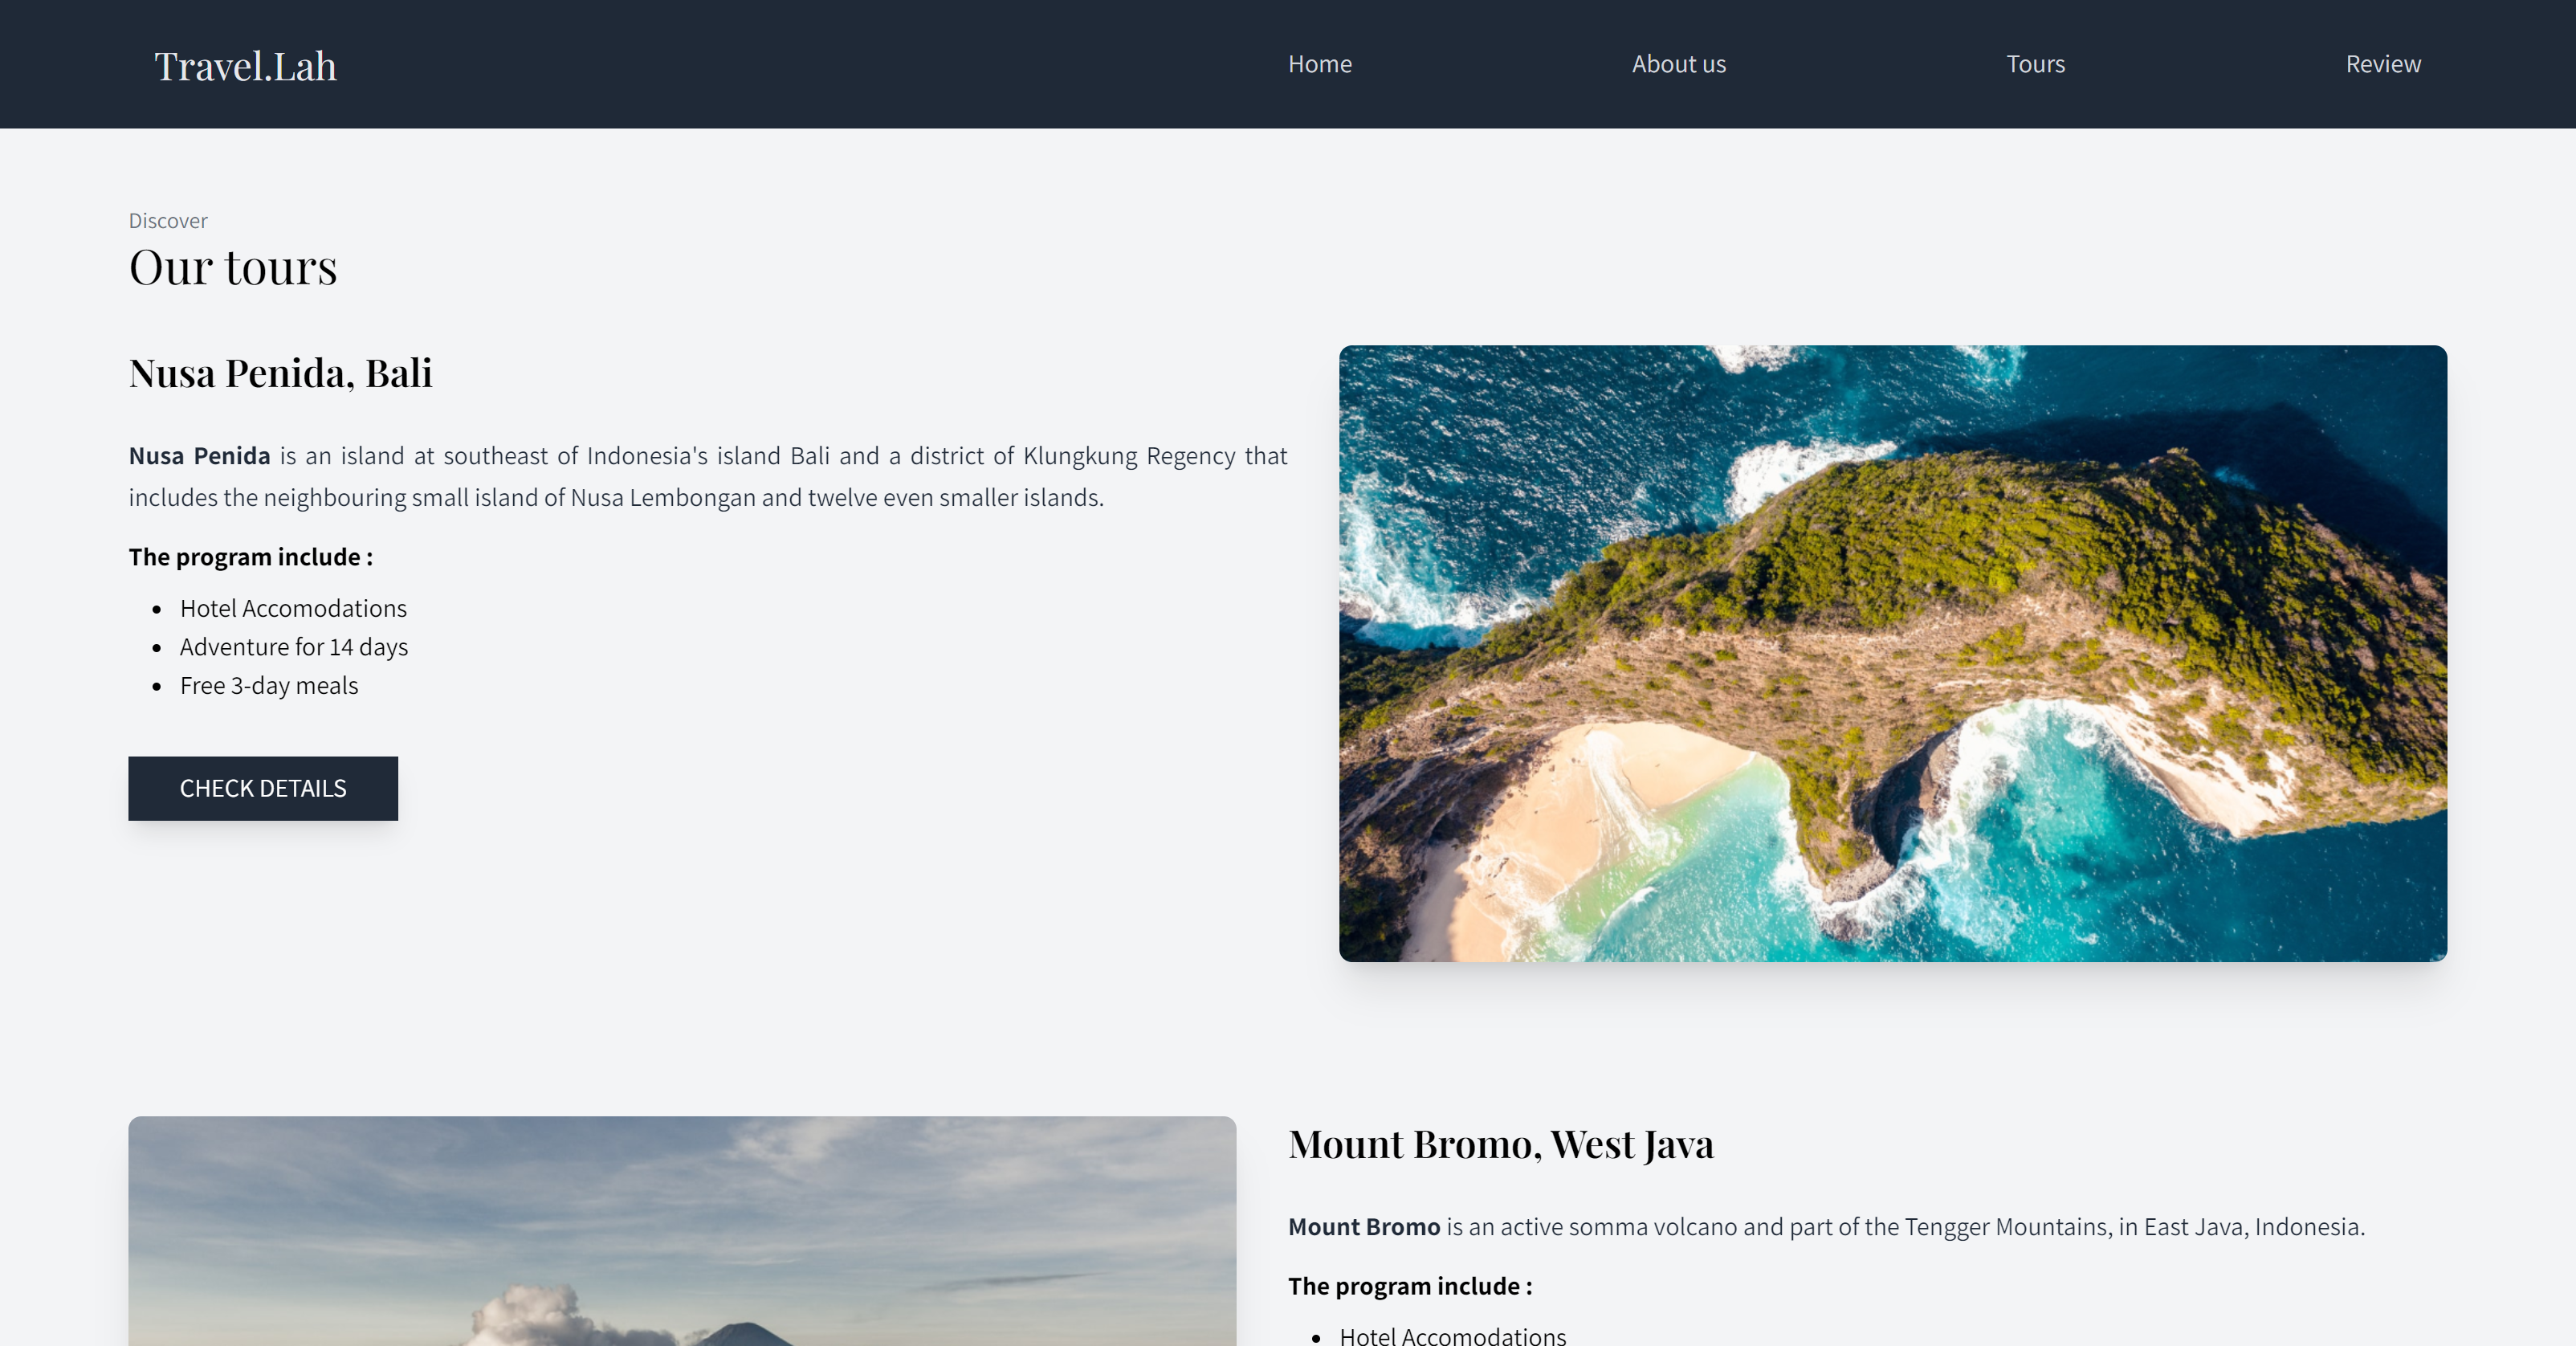 Travel.Lah
Home
About us
Tours
Review
Discover
Our tours
Nusa Penida, Bali
Nusa Penida is an island at southeast of Indonesia's island Bali and a district of Klungkung Regency that
includes the neighbouring small island of Nusa Lembongan and twelve even smaller islands.
The program include :
Hotel Accomodations
Adventure for 14 days
Free 3-day meals
CHECK DETAILS
Mount Bromo, West Java
Mount Bromo is an active somma volcano and part of the Tengger Mountains, in East Java, Indonesia.
The program include :
Hotel Accomodations